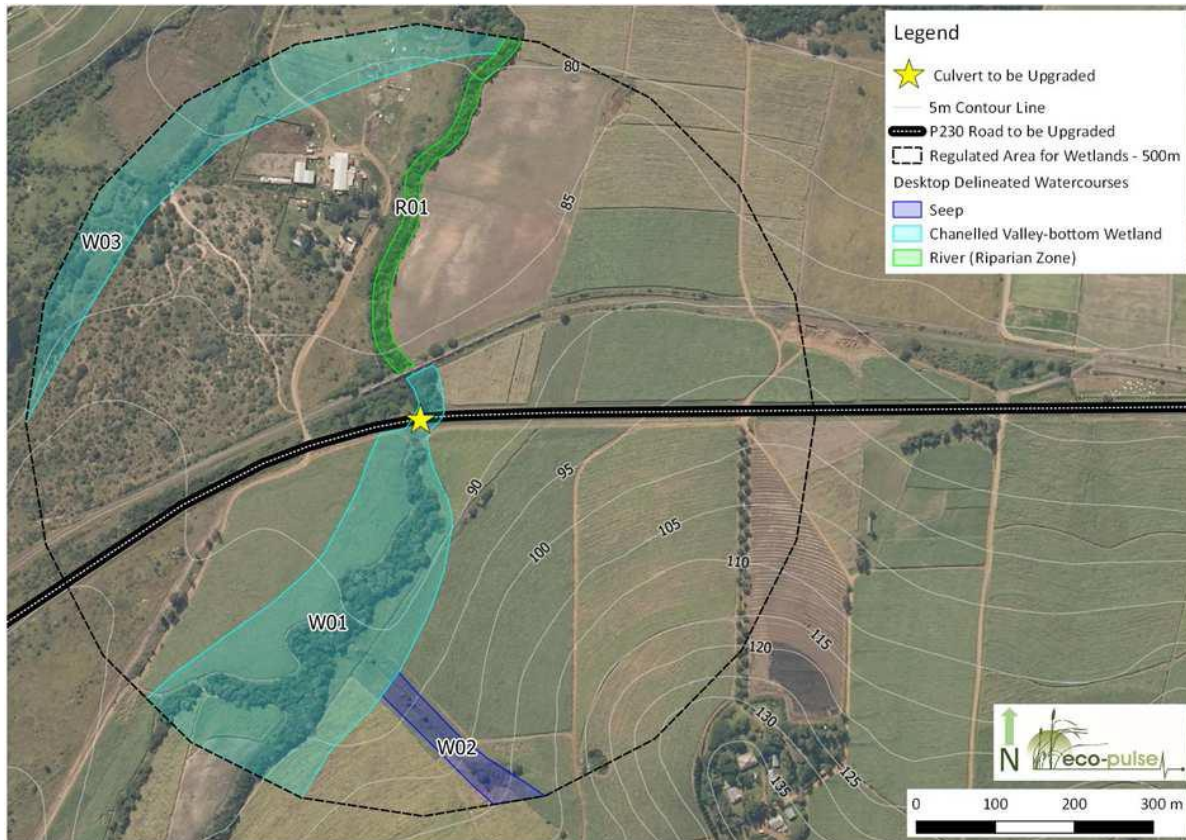 Legend
Culvert to be Upgraded
5m Contour Line
P230 Road to be Upgraded
Regulated Area for Wetlands - 500m
Desktop Delineated Watercourses
Seep
Chanelled Valley-bottom Wetland
River (Riparian Zone)
80
85
R01
W03
90
95
100
105
110
115
120
W01
W02
130
125
135
N
eco-pulse
0 100 200 300 m